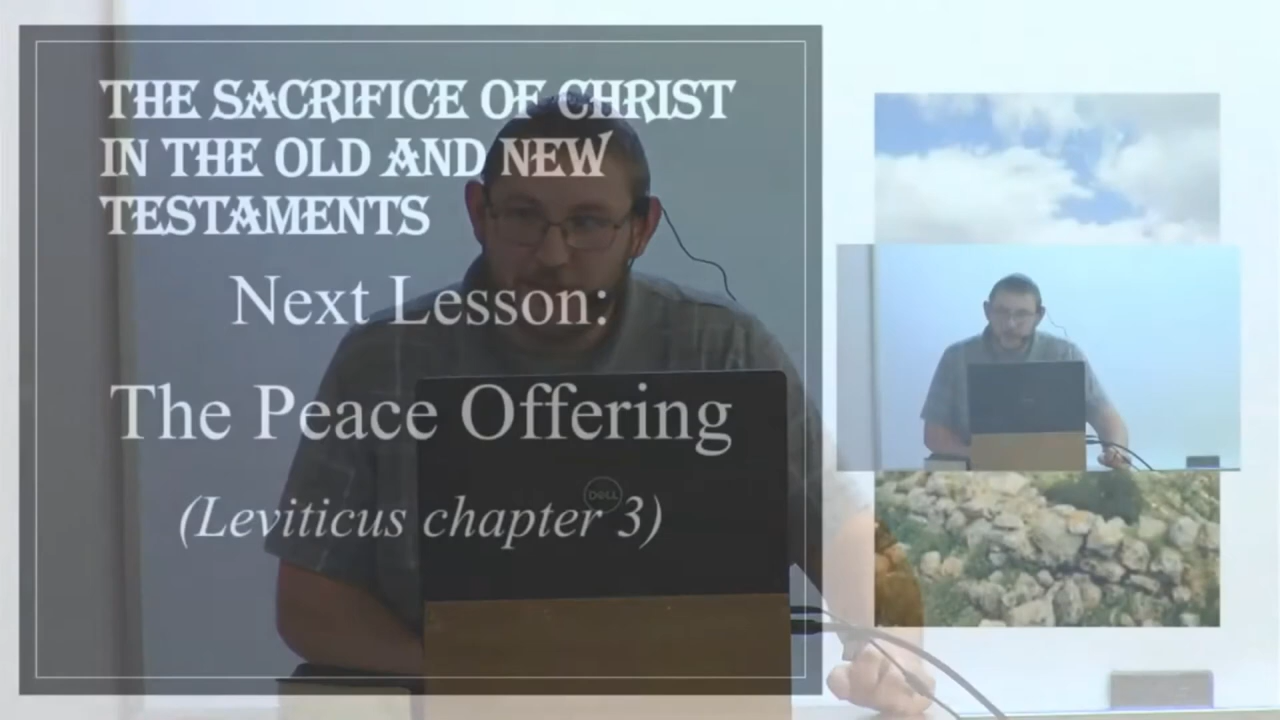 THE SACRIFICE OF CHRIST
IN THE OLD AND NEW
TESTAMENTS
Next Lesson:
The Peace Offering
(Leviticus chapter 3)
DELL